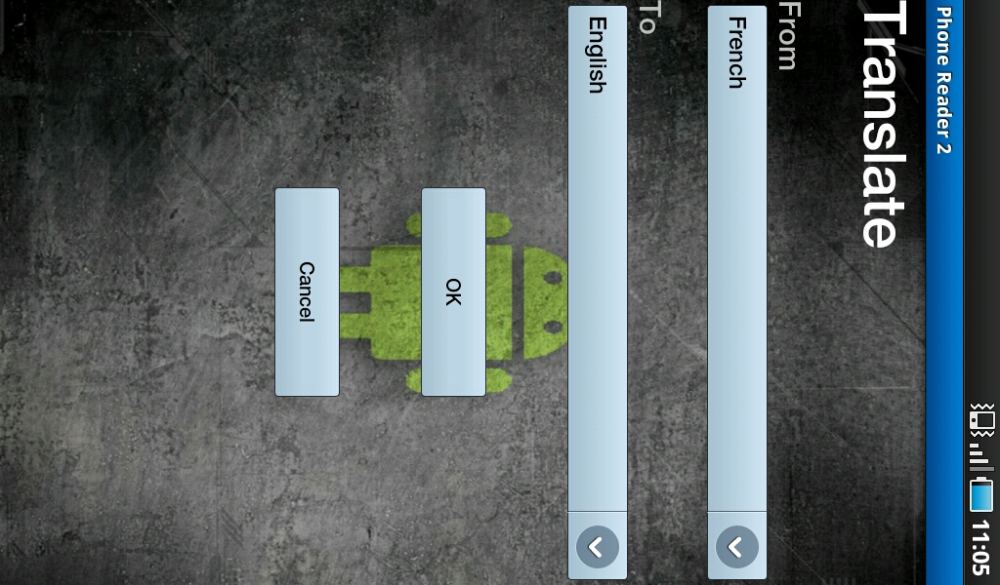 11:05
Phone Reader 2
Translate
From
French
To
English
OK
Cancel